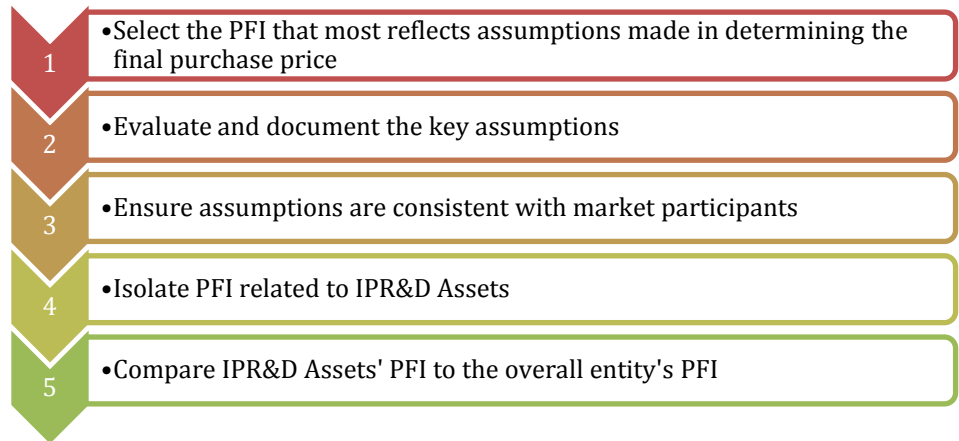 1
•Select the PFI that most reflects assumptions made in determining the
final purchase price
2
•Evaluate and document the key assumptions
3
•Ensure assumptions are consistent with market participants
4
•Isolate PFI related to IPR&D Assets
5
•Compare IPR&D Assets' PFI to the overall entity's PFI